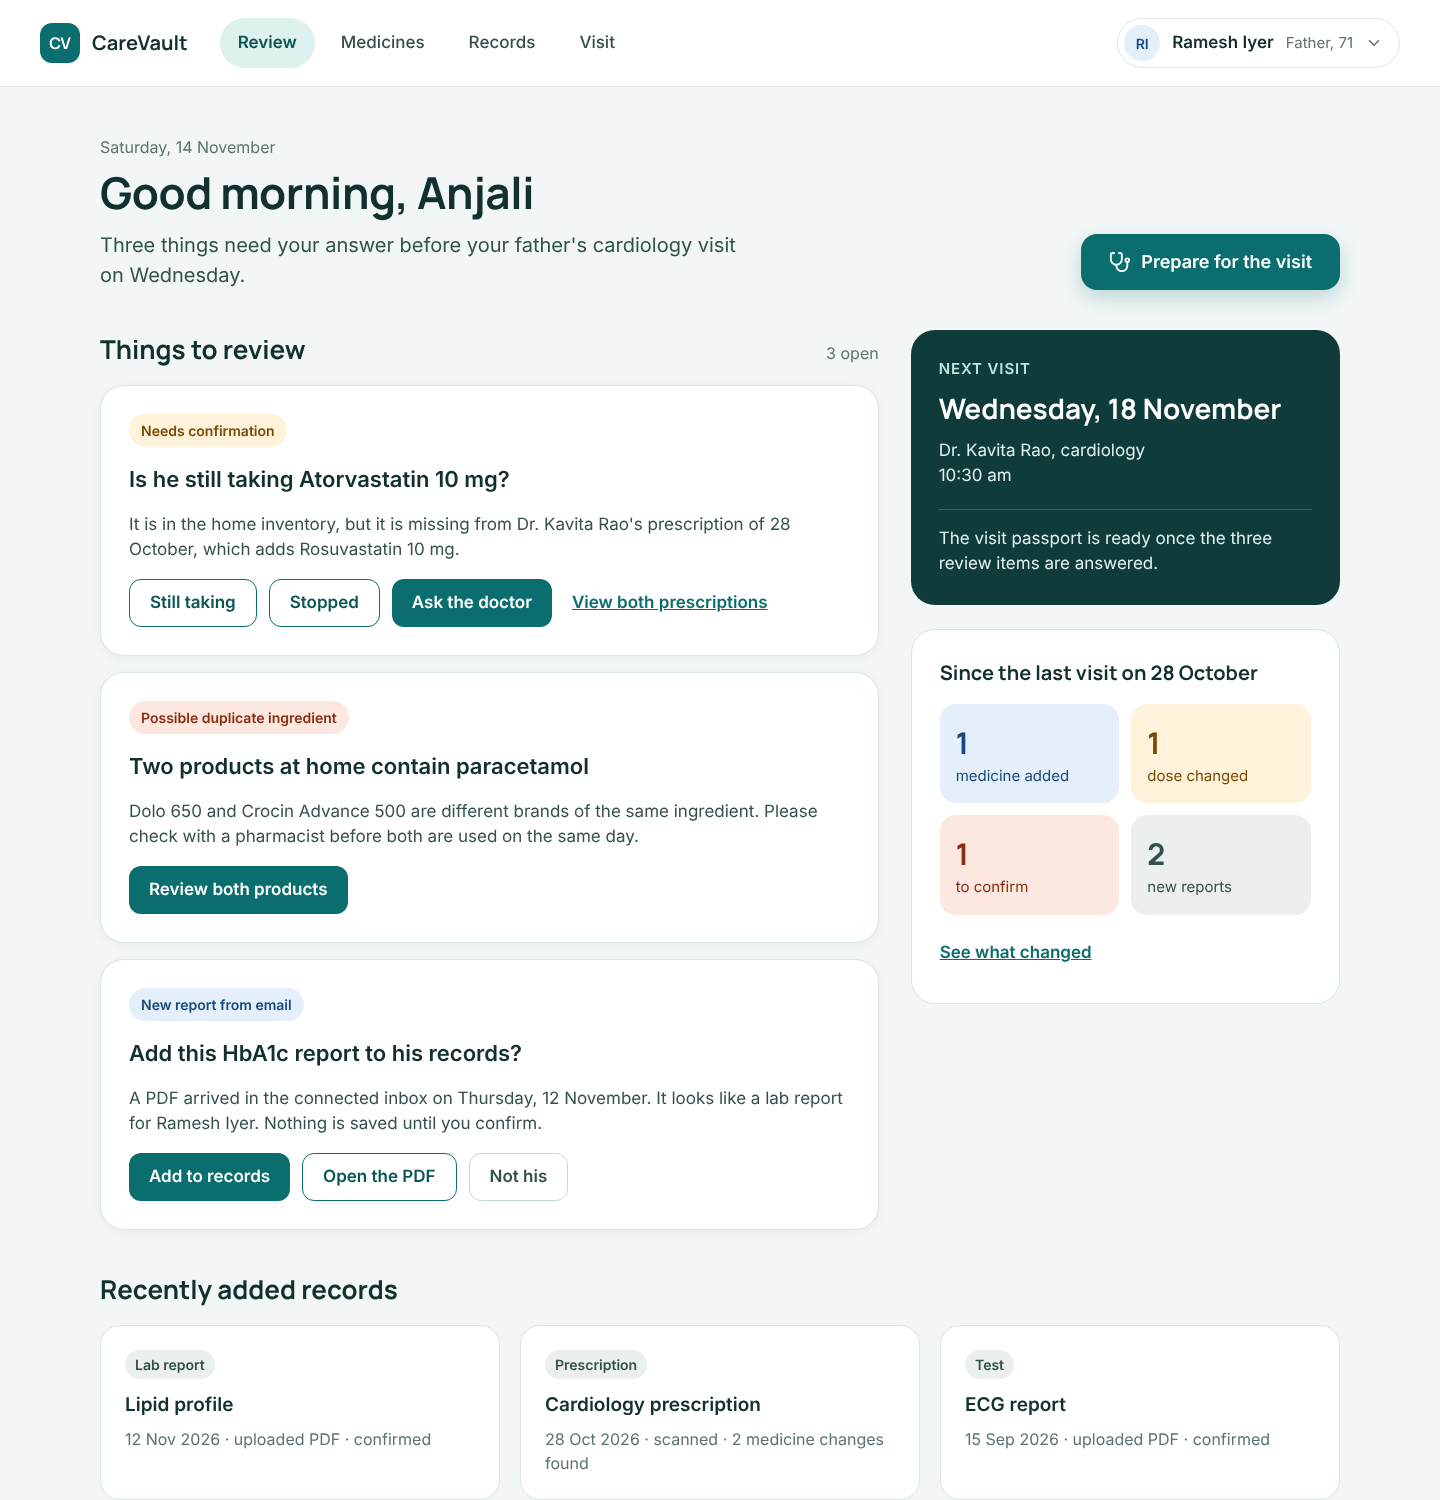 CV CareVault Review Medicines Records Visit RI Ramesh Iyer Father, 71
Saturday, 14 November
Good morning, Anjali
Three things need your answer before your father's cardiology visit
on Wednesday.
Prepare for the visit
Things to review
3 open
Needs confirmation
Is he still taking Atorvastatin 10 mg?
It is in the home inventory, but it is missing from Dr. Kavita Rao's prescription of 28
October, which adds Rosuvastatin 10 mg.
Still taking Stopped Ask the doctor View both prescriptions
Possible duplicate ingredient
Two products at home contain paracetamol
Dolo 650 and Crocin Advance 500 are different brands of the same ingredient. Please
check with a pharmacist before both are used on the same day.
Review both products
New report from email
Add this HbA1c report to his records?
A PDF arrived in the connected inbox on Thursday, 12 November. It looks like a lab report
for Ramesh Iyer. Nothing is saved until you confirm.
Add to records Open the PDF Not his
NEXT VISIT
Wednesday, 18 November
Dr. Kavita Rao, cardiology
10:30 am
The visit passport is ready once the three
review items are answered.
Since the last visit on 28 October
1
medicine added
1
dose changed
1
to confirm
2
new reports
See what changed
Recently added records
Lab report
Lipid profile
12 Nov 2026 · uploaded PDF · confirmed
Prescription
Cardiology prescription
28 Oct 2026 · scanned · 2 medicine changes
found
Test
ECG report
15 Sep 2026 · uploaded PDF · confirmed